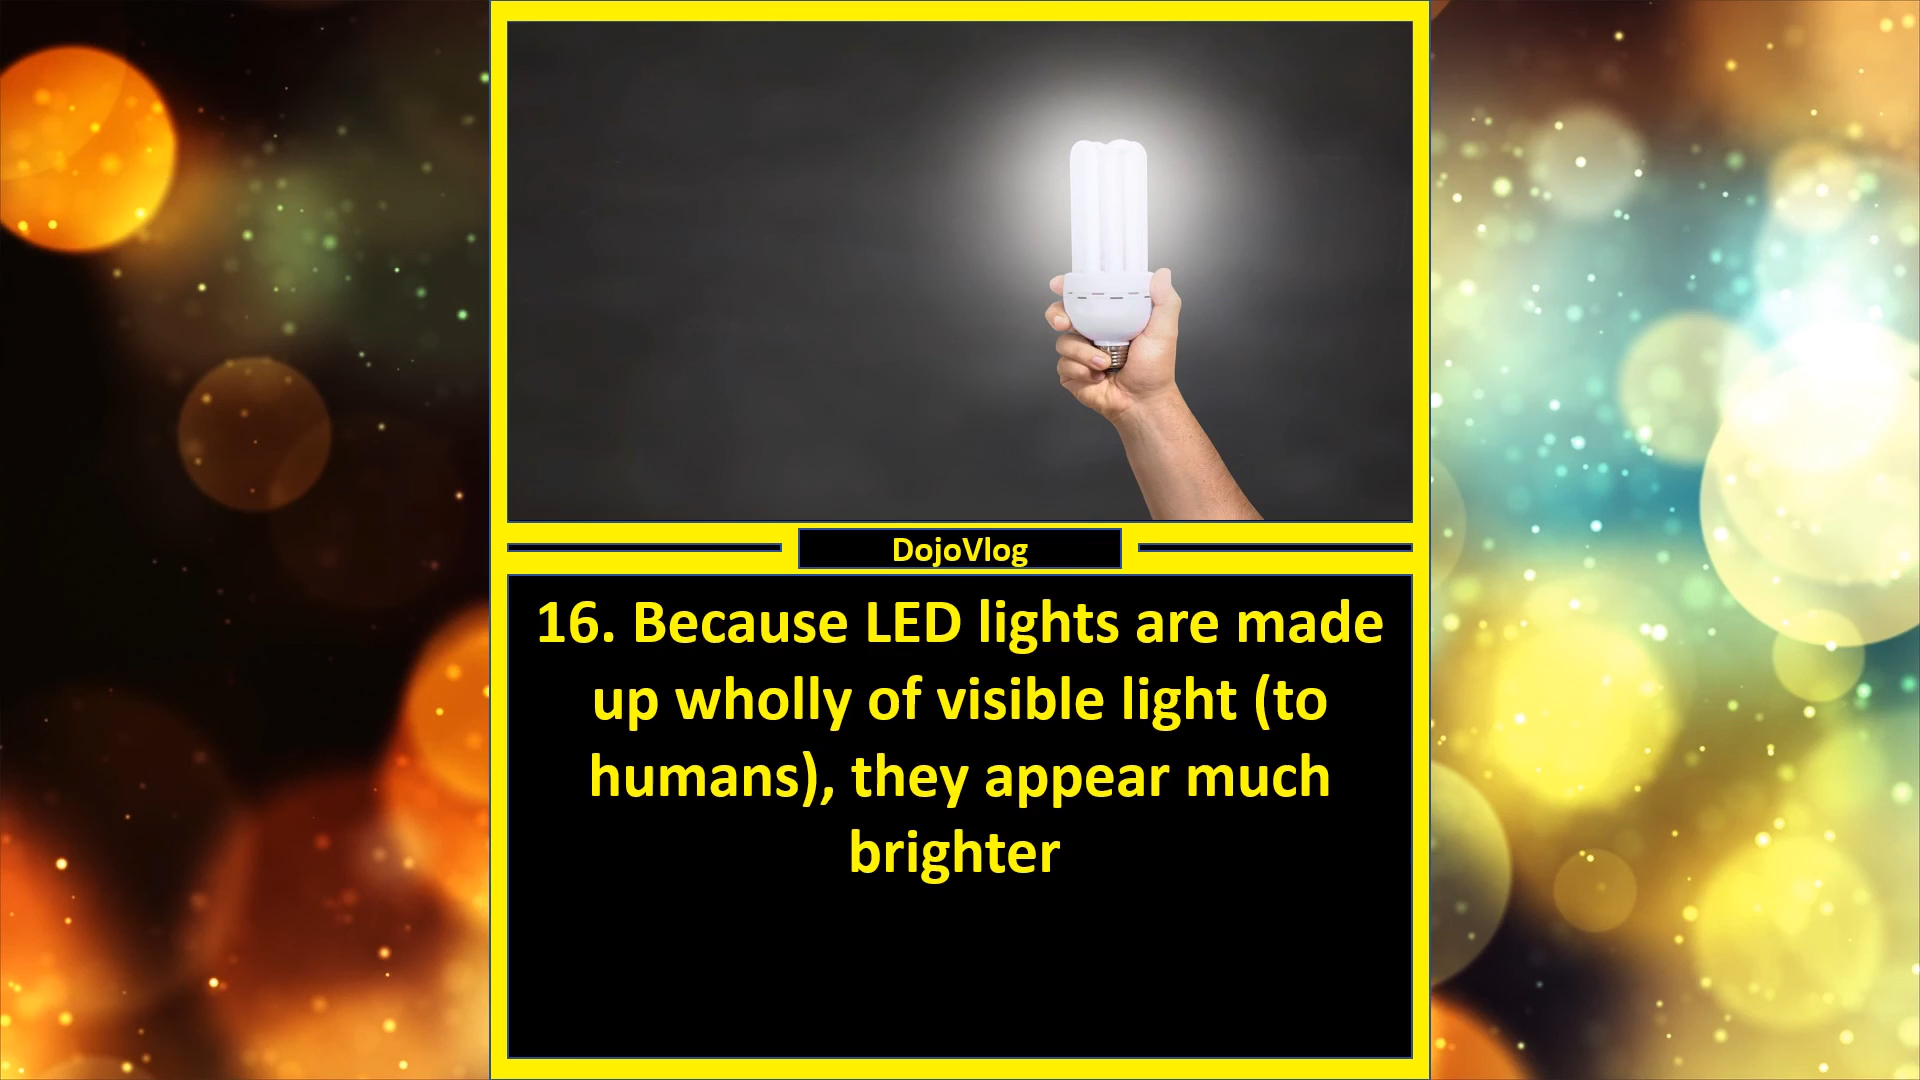 DojoVlog
16. Because LED lights are made
up wholly of visible light (to
humans), they appear much
brighter